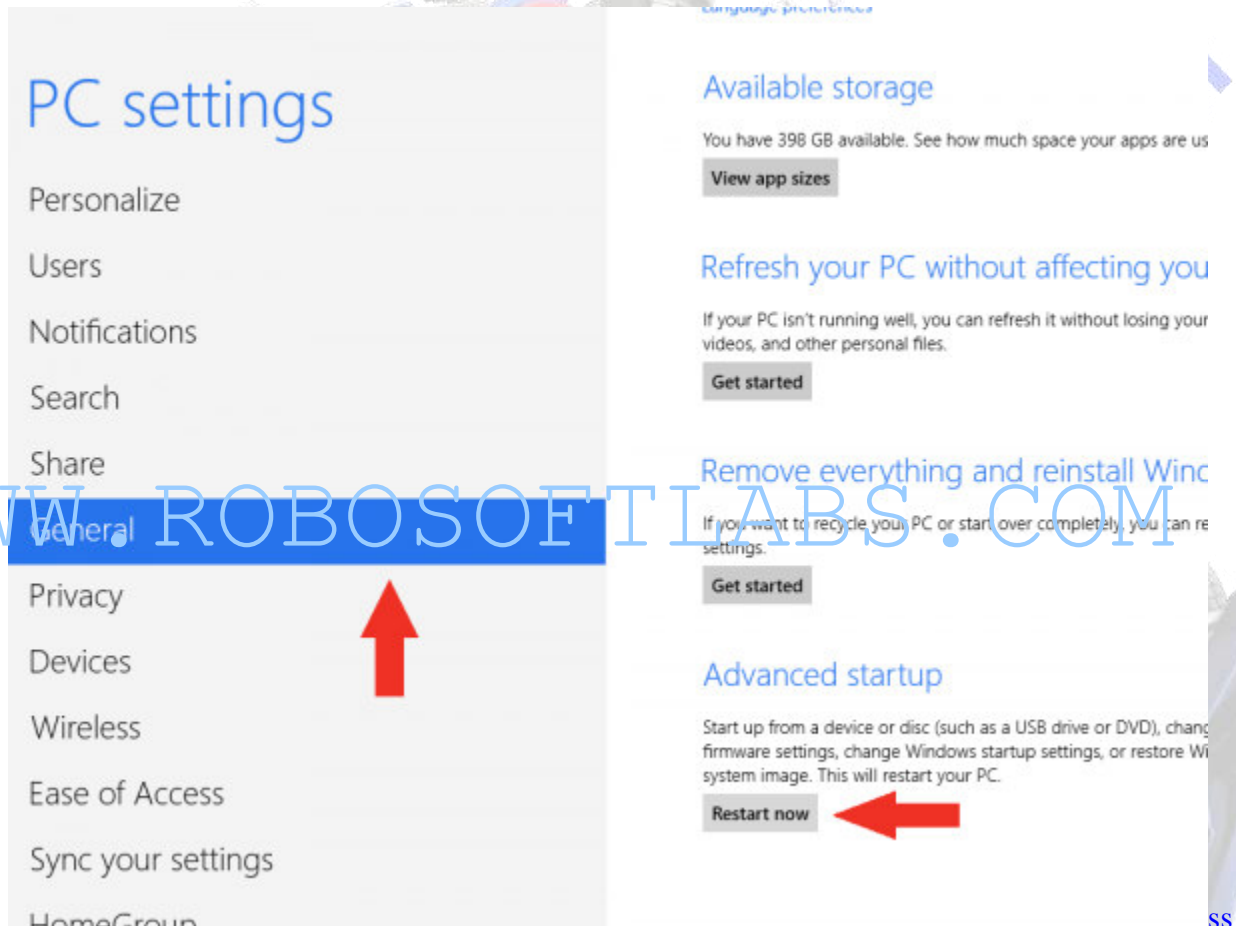 PC settings
Personalize
Users
Notifications
Search
Share
General
Privacy
Devices
Wireless
Ease of Access
Sync your settings
HomeGroup
Language preferences
Available storage
You have 398 GB available. See how much space your apps are us
View app sizes
Refresh your PC without affecting you
If your PC isn't running well, you can refresh it without losing your
videos, and other personal files.
Get started
Remove everything and reinstall Winc
If you want to recycle your PC or start over completely, you can re
settings.
Get started
Advanced startup
Start up from a device or disc (such as a USB drive or DVD), chang
firmware settings, change Windows startup settings, or restore Wi
system image. This will restart your PC.
Restart now
W.ROBOSOFTLABS.COM
ss